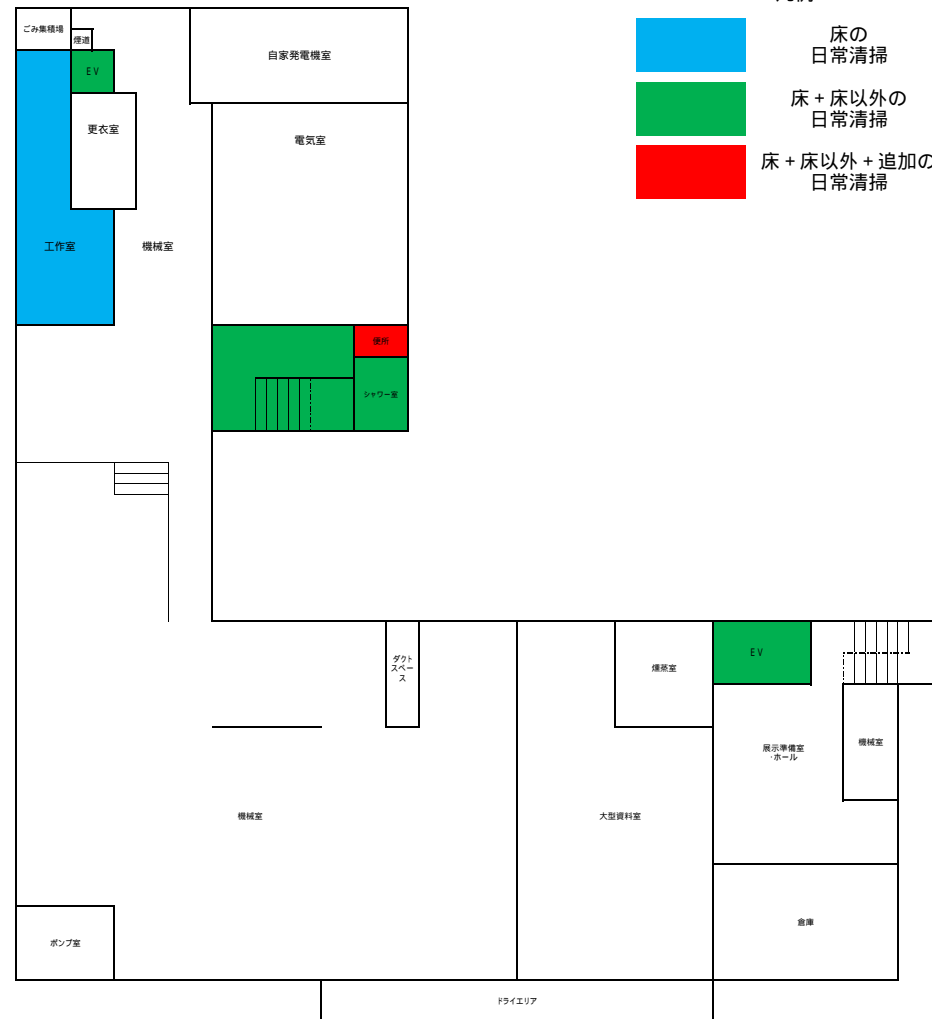 ごみ集積場
煙道
ＥＶ
更衣室
自家発電機室
電気室
床の
日常清掃
床＋床以外の
日常清掃
床＋床以外＋追加の
日常清掃
工作室
機械室
便所
シャワー室
ダクト
スペー
ス
燻蒸室
ＥＶ
展示準備室
・ホール
機械室
機械室
大型資料室
倉庫
ポンプ室
ドライエリア